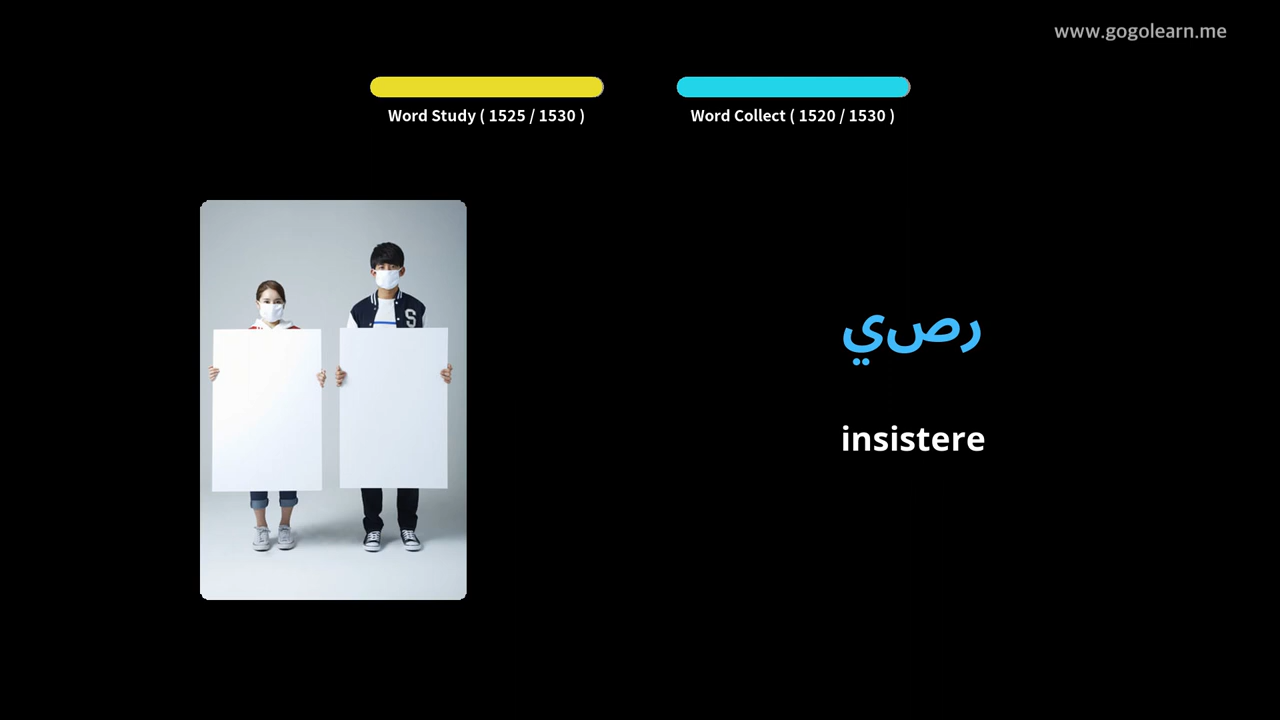 www.gogolearn.me
Word Study ( 1525 / 1530 )
Word Collect ( 1520 / 1530 )
S
رصي
insistere